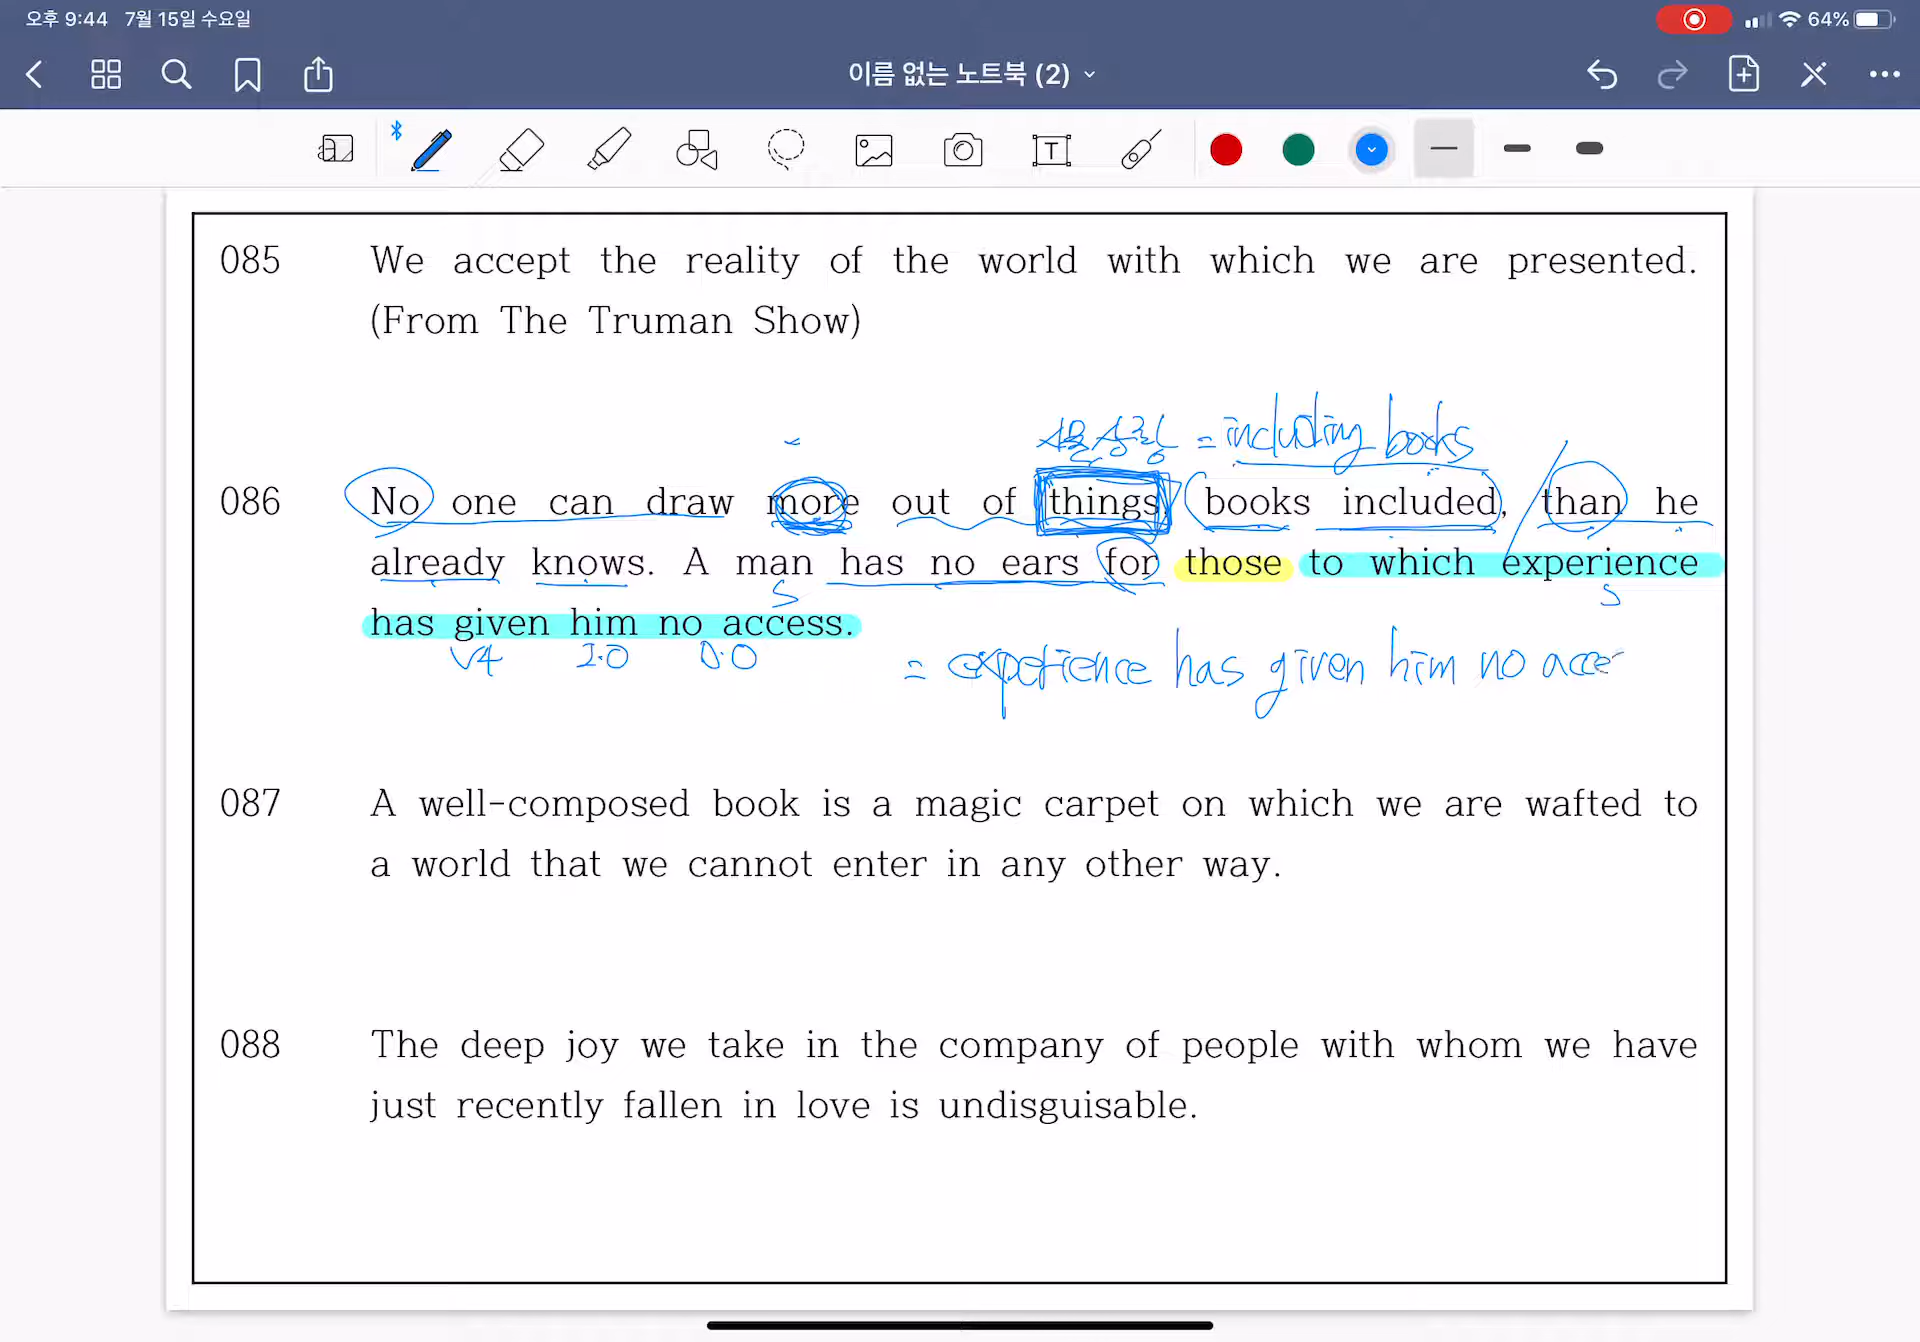 오후 9:44 7월 15일 수요일
64%
이름 없는 노트북 (2)
085 We accept the reality of the world with which we are presented.
(From The Truman Show)
= including books
086 No one can draw more out of things, books included, than he
already knows. A man has no ears for those to which experience
S S
has given him no access.
V4 I·O D·O
= experience has given him no acce
087 A well-composed book is a magic carpet on which we are wafted to
a world that we cannot enter in any other way.
088 The deep joy we take in the company of people with whom we have
just recently fallen in love is undisguisable.